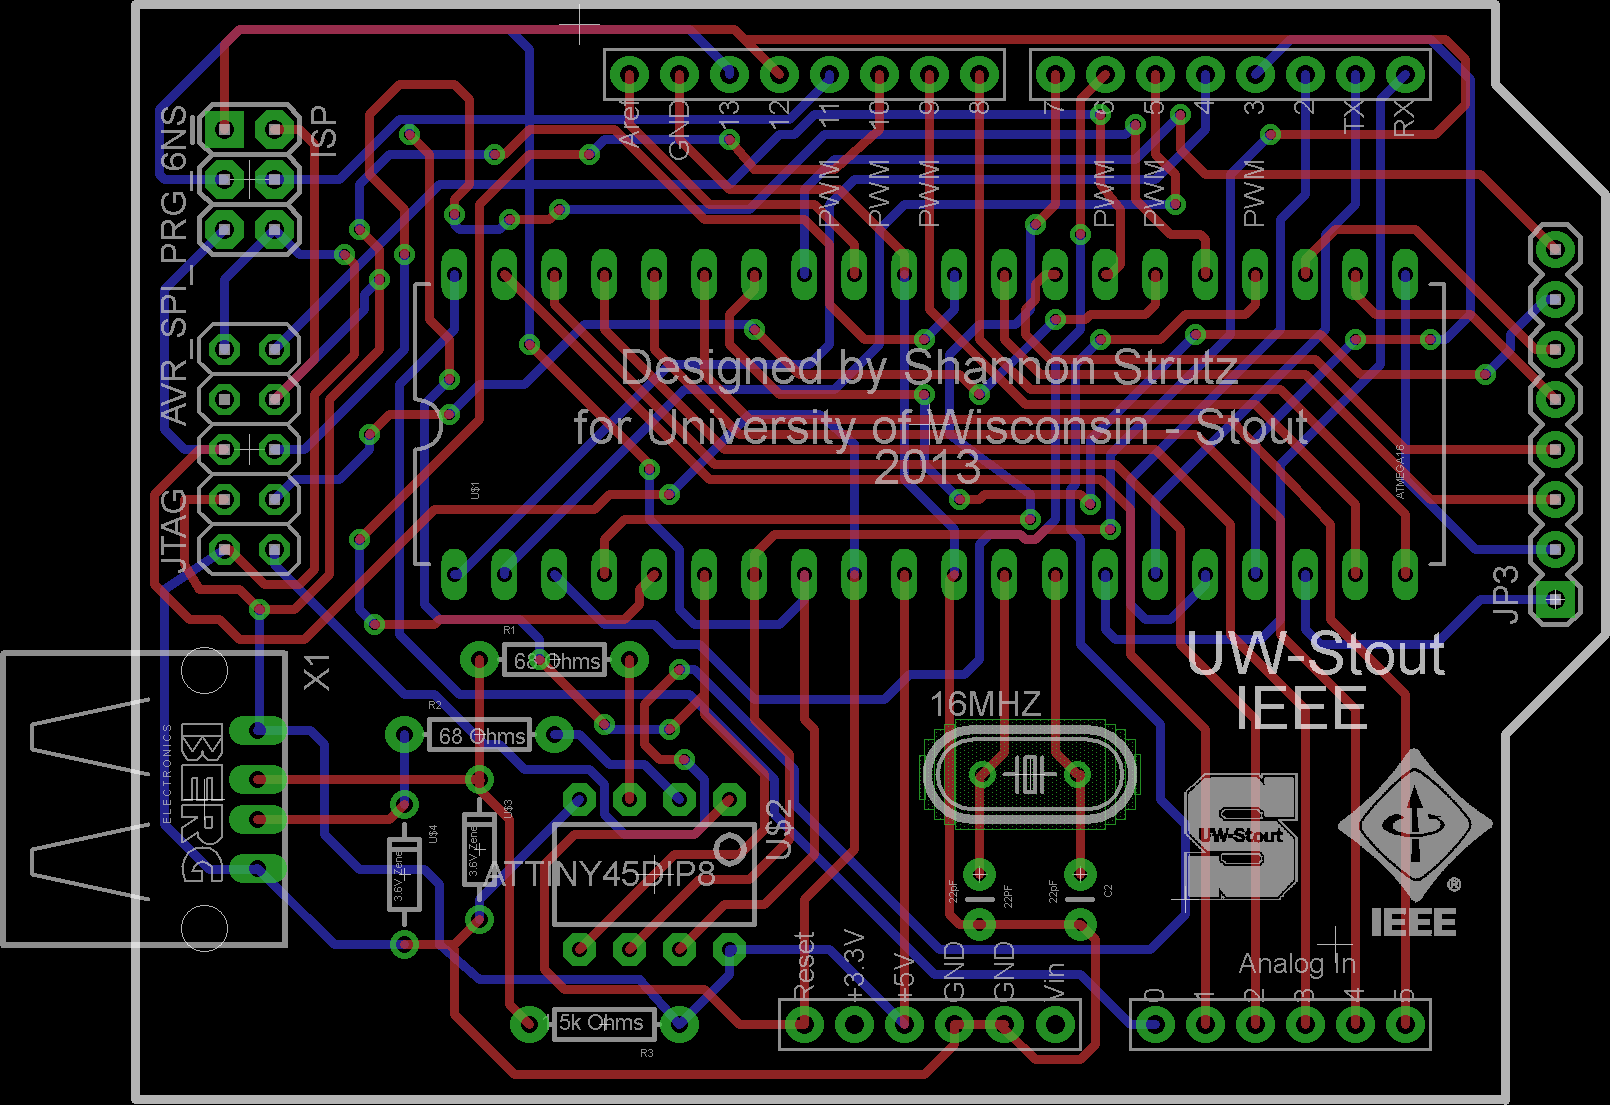 Aref
GND
13
12
11
10
9
8
7
6
5
4
3
2
TX
RX
PWM
PWM
PWM
PWM
PWM
PWM
ISP
AVR_SPI_PRG_6NS
JTAG
Designed by Shannon Strutz
for University of Wisconsin - Stout
2013
U$1
ATMEGA16
JP3
UW-Stout
IEEE
X1
BERG
ELECTRONICS
R1
68 Ohms
R2
68 Ohms
U$3
3.6V Zene
U$4
3.6V Zene
U$2
ATTINY45DIP8
16MHZ
22pF
22PF
22pF
C2
UW-Stout
IEEE
®
R3
5k Ohms
Reset
+3.3V
+5V
GND
GND
Vin
Analog In
0
1
2
3
4
5